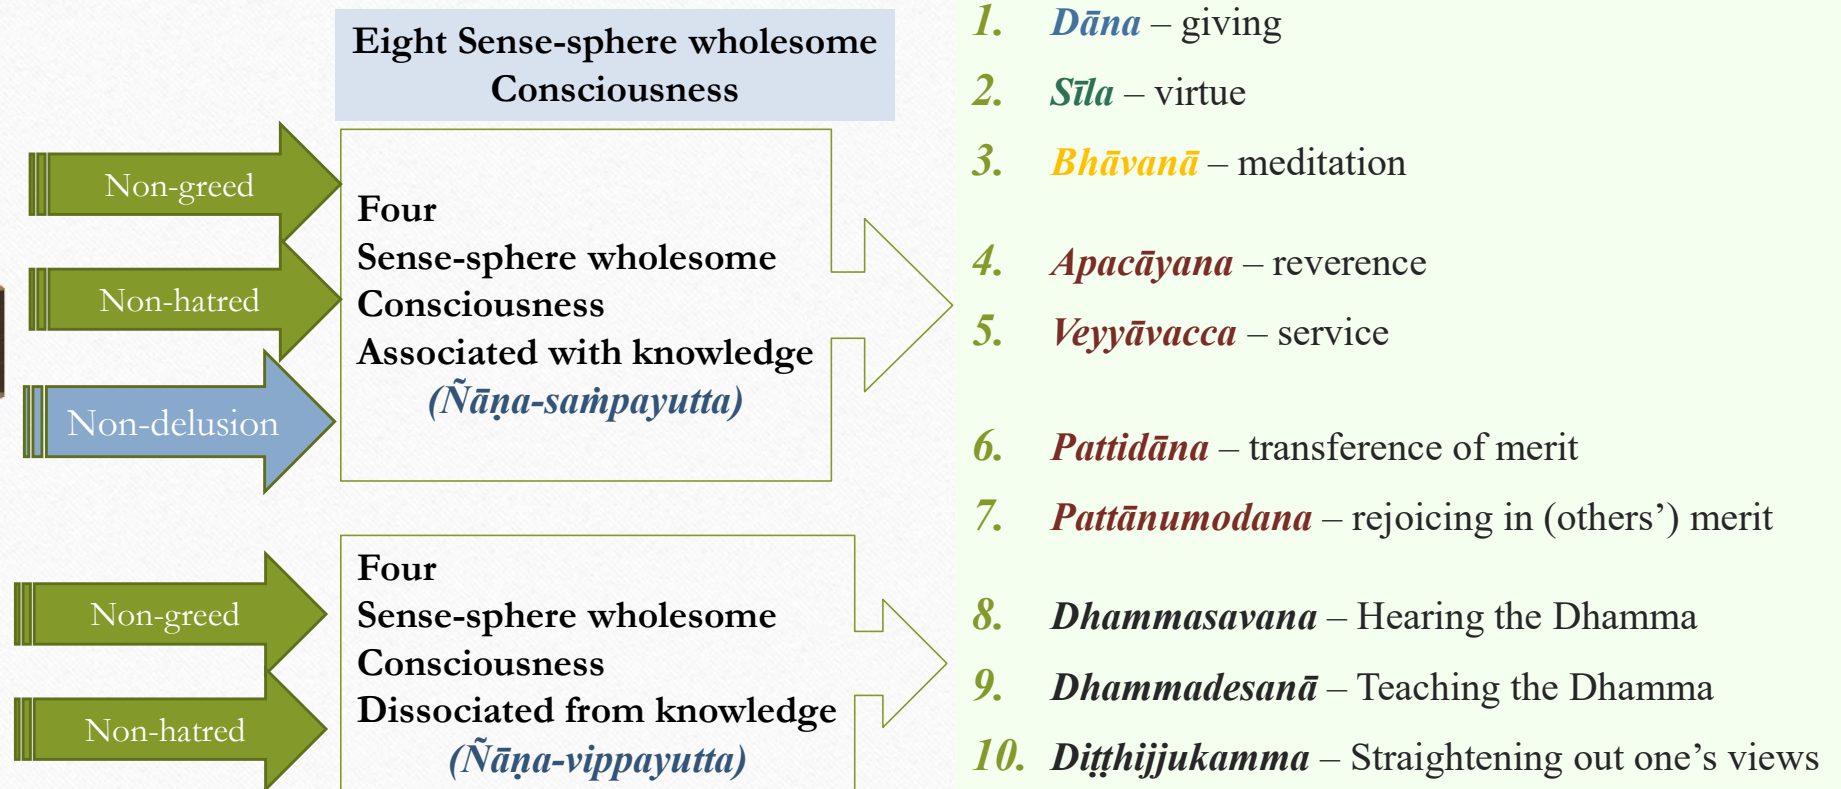 Eight Sense-sphere wholesome
Consciousness
Non-greed
Non-hatred
Non-delusion
Four
Sense-sphere wholesome
Consciousness
Associated with knowledge
(Ñāṇa-saṁpayutta)
Non-greed
Non-hatred
Four
Sense-sphere wholesome
Consciousness
Dissociated from knowledge
(Ñāṇa-vippayutta)
1. Dāna – giving
2. Sīla – virtue
3. Bhāvanā – meditation
4. Apacāyana – reverence
5. Veyyāvacca – service
6. Pattidāna – transference of merit
7. Pattānumodana – rejoicing in (others’) merit
8. Dhammasavana – Hearing the Dhamma
9. Dhammadesanā – Teaching the Dhamma
10. Diṭṭhijjukamma – Straightening out one’s views